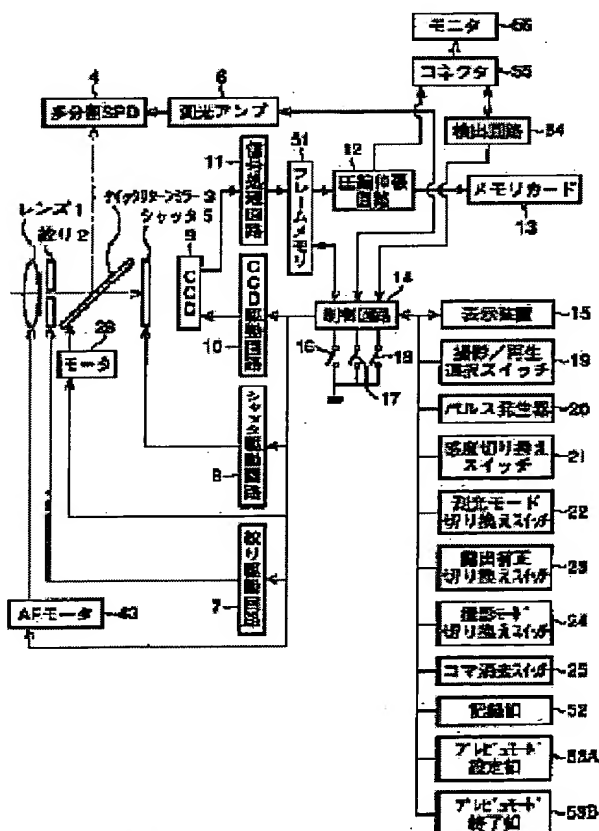 モニタ 56
コネクタ 55
検出回路 54
4
多分割SPD
6
測光アンプ
11
信号処理回路
51
フレームメモリ
12
圧縮伸張
回路
メモリカード
13
レンズ1
絞り2
クイックリターンミラー3
シャッタ5
9
CCD
CCD駆動回路
10
モータ 28
シャッタ駆動回路
8
絞り駆動回路
7
AFモータ
14
制御回路
16
18
17
表示装置 15
撮影/再生
選択スイッチ 19
パルス発生器 20
感度切り換え
スイッチ 21
測光モード
切り換えスイッチ 22
露出補正
切り換えスイッチ 23
撮影モード
切り換えスイッチ 24
コマ消去スイッチ 25
記録釦 52
プレビューモード
設定釦 53A
プレビューモード
終了釦 53B